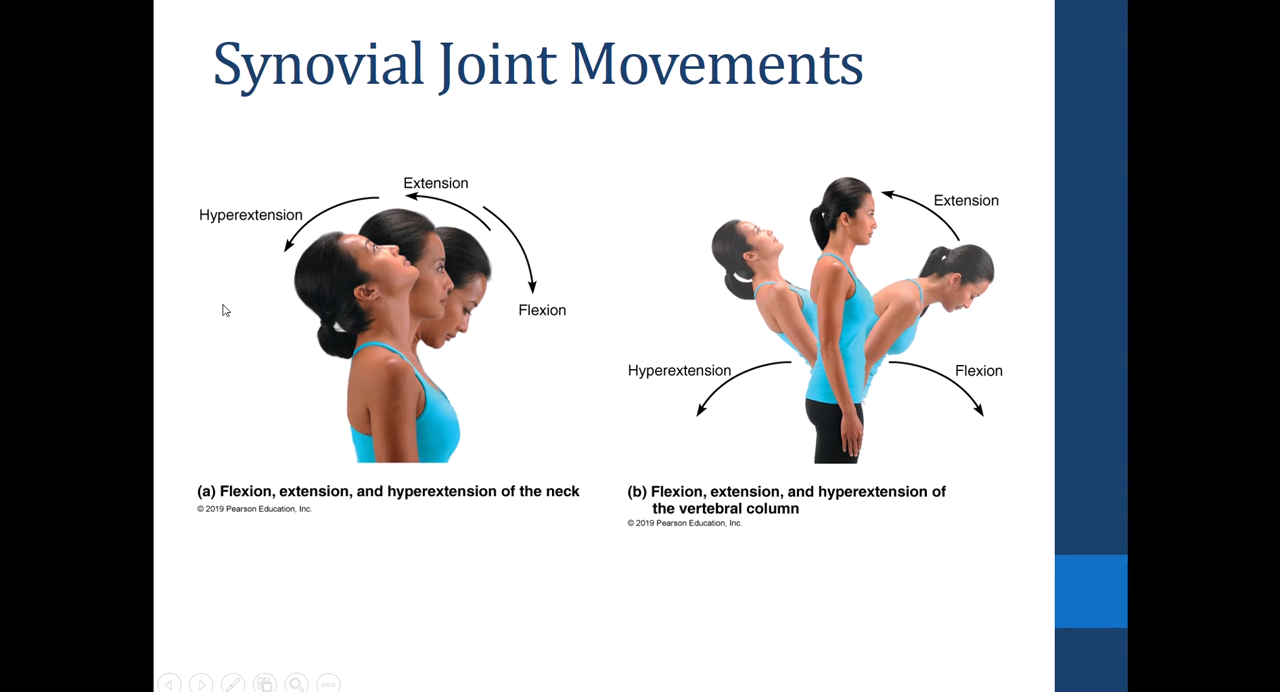 Synovial Joint Movements
Extension
Hyperextension
Flexion
(a) Flexion, extension, and hyperextension of the neck
© 2019 Pearson Education, Inc.
Extension
Hyperextension
Flexion
(b) Flexion, extension, and hyperextension of
the vertebral column
© 2019 Pearson Education, Inc.